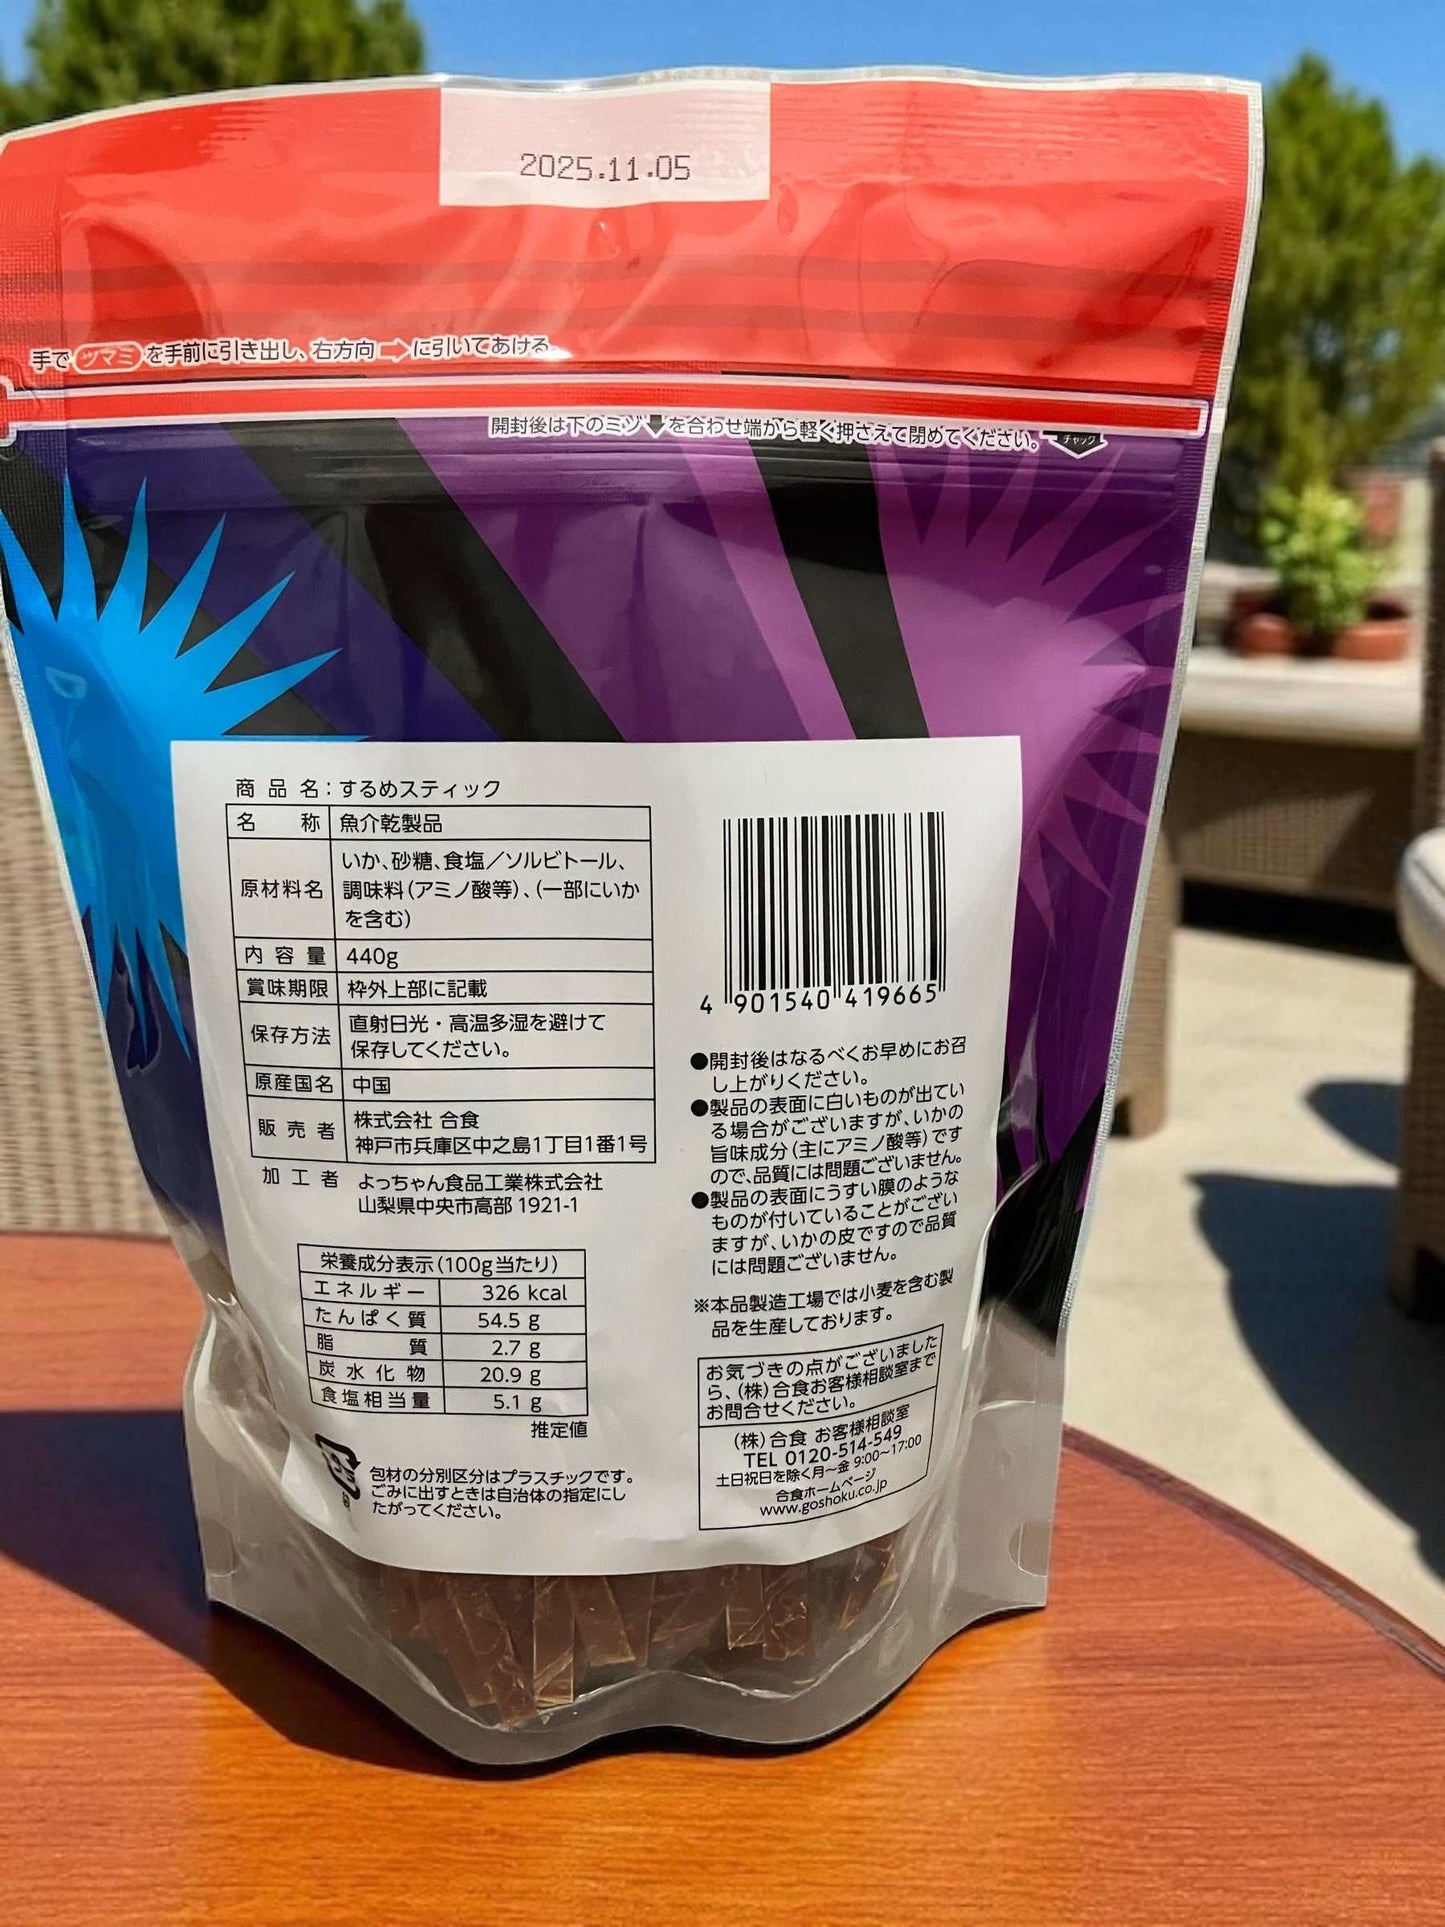 2025.11.05
手でツマミを手前に引き出し、右方向→に引いてあける
開封後は下のミゾ⬇を合わせ端から軽く押さえて閉めてください。
チャック
商品名：するめスティック
名称 魚介乾製品
原材料名 いか、砂糖、食塩／ソルビトール、
調味料(アミノ酸等)、(一部にいか
を含む)
内容量 440g
賞味期限 枠外上部に記載
保存方法 直射日光・高温多湿を避けて
保存してください。
原産国名 中国
販売者 株式会社 合食
神戸市兵庫区中之島1丁目1番1号
加工者 よっちゃん食品工業株式会社
山梨県中央市高部 1921-1
栄養成分表示(100g当たり)
エネルギー 326 kcal
たんぱく質 54.5 g
脂質 2.7 g
炭水化物 20.9 g
食塩相当量 5.1 g
推定値
包材の分別区分はプラスチックです。
ごみに出すときは自治体の指定にし
たがってください。
4 901540 419665
●開封後はなるべくお早めにお召
し上がりください。
●製品の表面に白いものが出てい
る場合がございますが、いかの
旨味成分(主にアミノ酸等)です
ので、品質には問題ございません。
●製品の表面にうすい膜のような
ものが付いていることがござい
ますが、いかの皮ですので品質
には問題ございません。
※本品製造工場では小麦を含む製
品を生産しております。
お気づきの点がございました
ら、(株)合食お客様相談室まで
お問合せください。
(株)合食 お客様相談室
TEL 0120-514-549
土日祝日を除く月～金 9:00～17:00
合食ホームページ
www.goshoku.co.jp